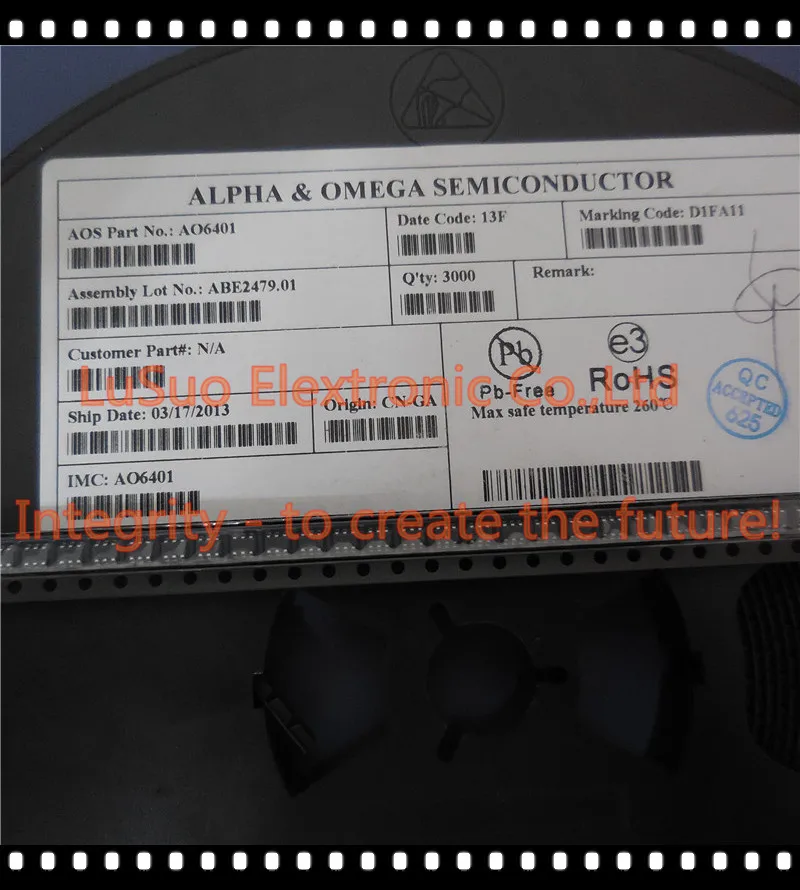 ALPHA & OMEGA SEMICONDUCTOR
AOS Part No.: AO6401
Date Code: 13F
Marking Code: D1FA11
Assembly Lot No.: ABE2479.01
Q'ty: 3000
Remark:
Customer Part#: N/A
Pb
e3
Pb-Free
RoHS
QC
ACCEPTED
625
LuSuo Elextronic Co.,Ltd
Ship Date: 03/17/2013
Origin: CN-GA
Max safe temperature 260℃
IMC: AO6401
Integrity - to create the future!